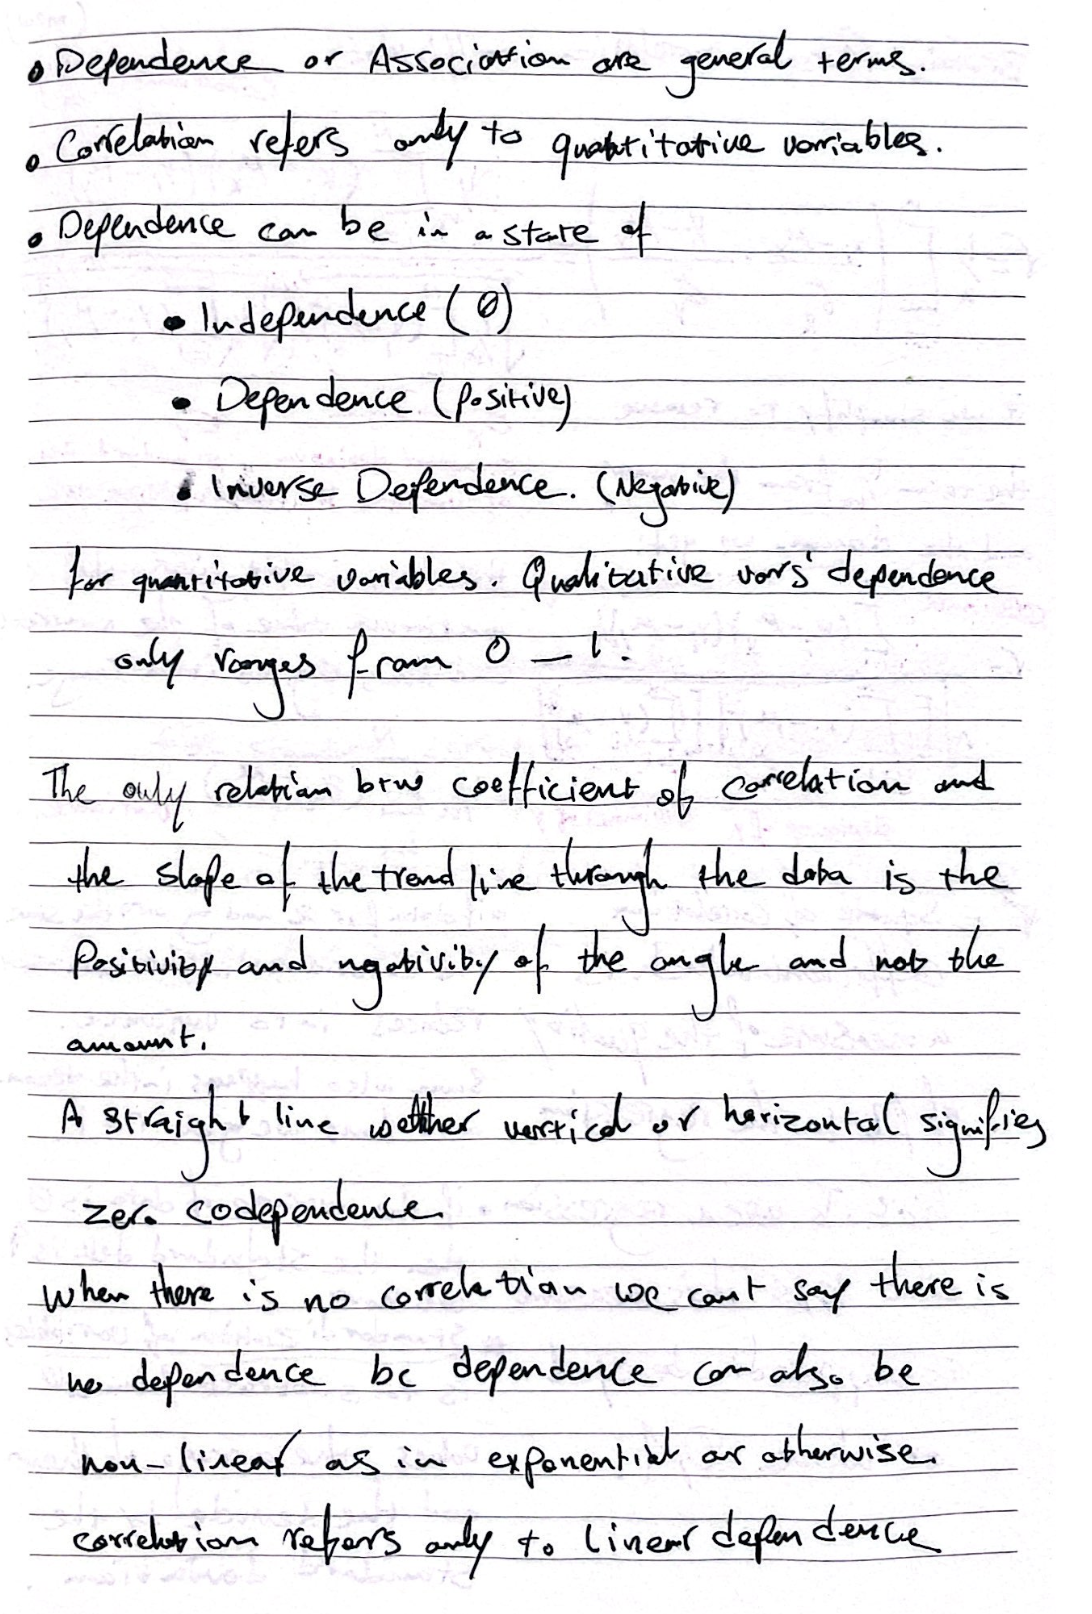 • Dependence or Association are general terms.
• Correlation refers only to quantitative variables.
• Dependence can be in a state of
• Independence (0)
• Dependence (positive)
• Inverse Dependence. (Negative)
for quantitative variables. Qualitative vars' dependence
only ranges from 0 – 1.
The only relation btw coefficient of correlation and
the slope of the trend line through the data is the
Positivity and ngativity of the angle and not the
amount.
A straight line wether vertical or horizontal signifies
zero codependence.
When there is no correlation we can't say there is
no dependence bc dependence can also be
non-linear as in exponential or otherwise.
correlation refers only to linear dependence